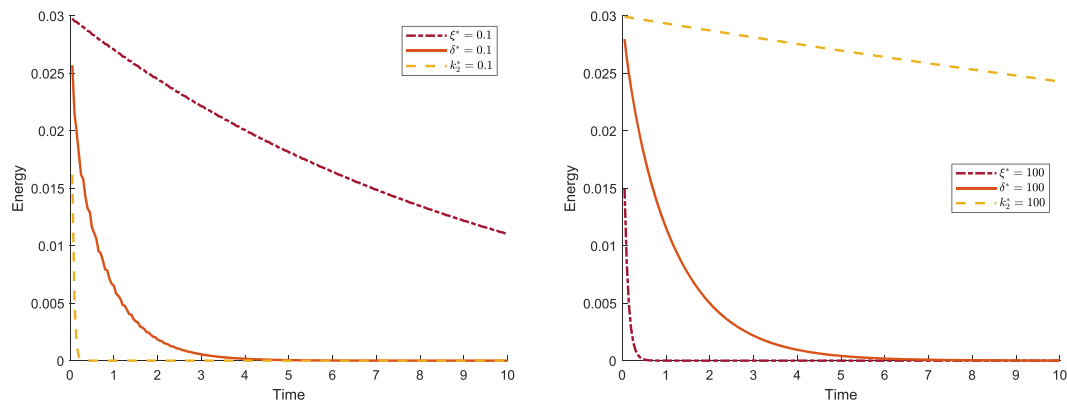 0.03
0.025
0.02
0.015
0.01
0.005
0
Energy
0 1 2 3 4 5 6 7 8 9 10
Time
ξ* = 0.1
δ* = 0.1
k₂* = 0.1
0.03
0.025
0.02
0.015
0.01
0.005
0
Energy
0 1 2 3 4 5 6 7 8 9 10
Time
ξ* = 100
δ* = 100
k₂* = 100